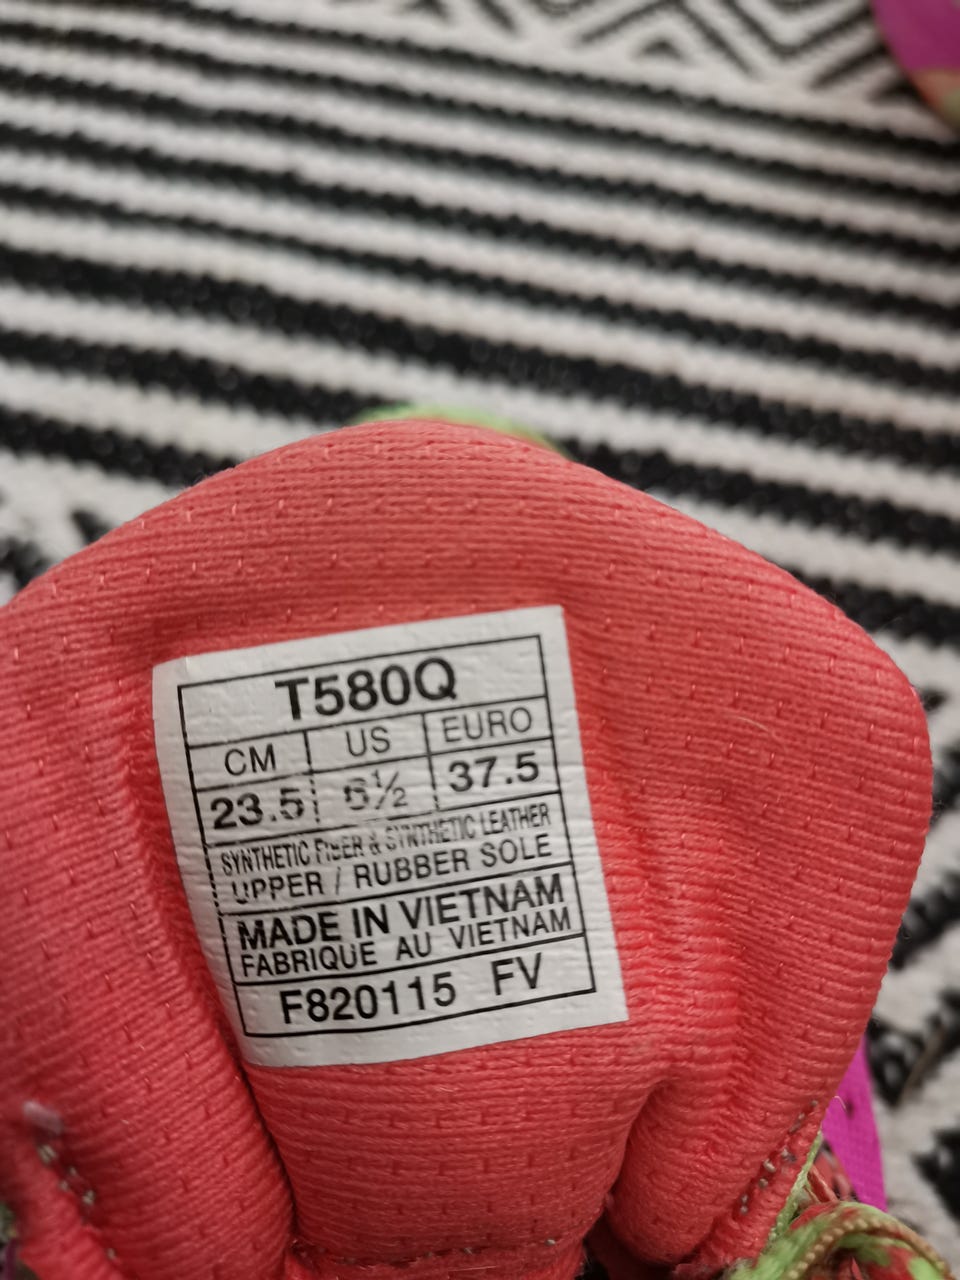 T580Q
CM US EURO
23.5 6½ 37.5
SYNTHETIC FIBER & SYNTHETIC LEATHER
UPPER / RUBBER SOLE
MADE IN VIETNAM
FABRIQUE AU VIETNAM
F820115 FV